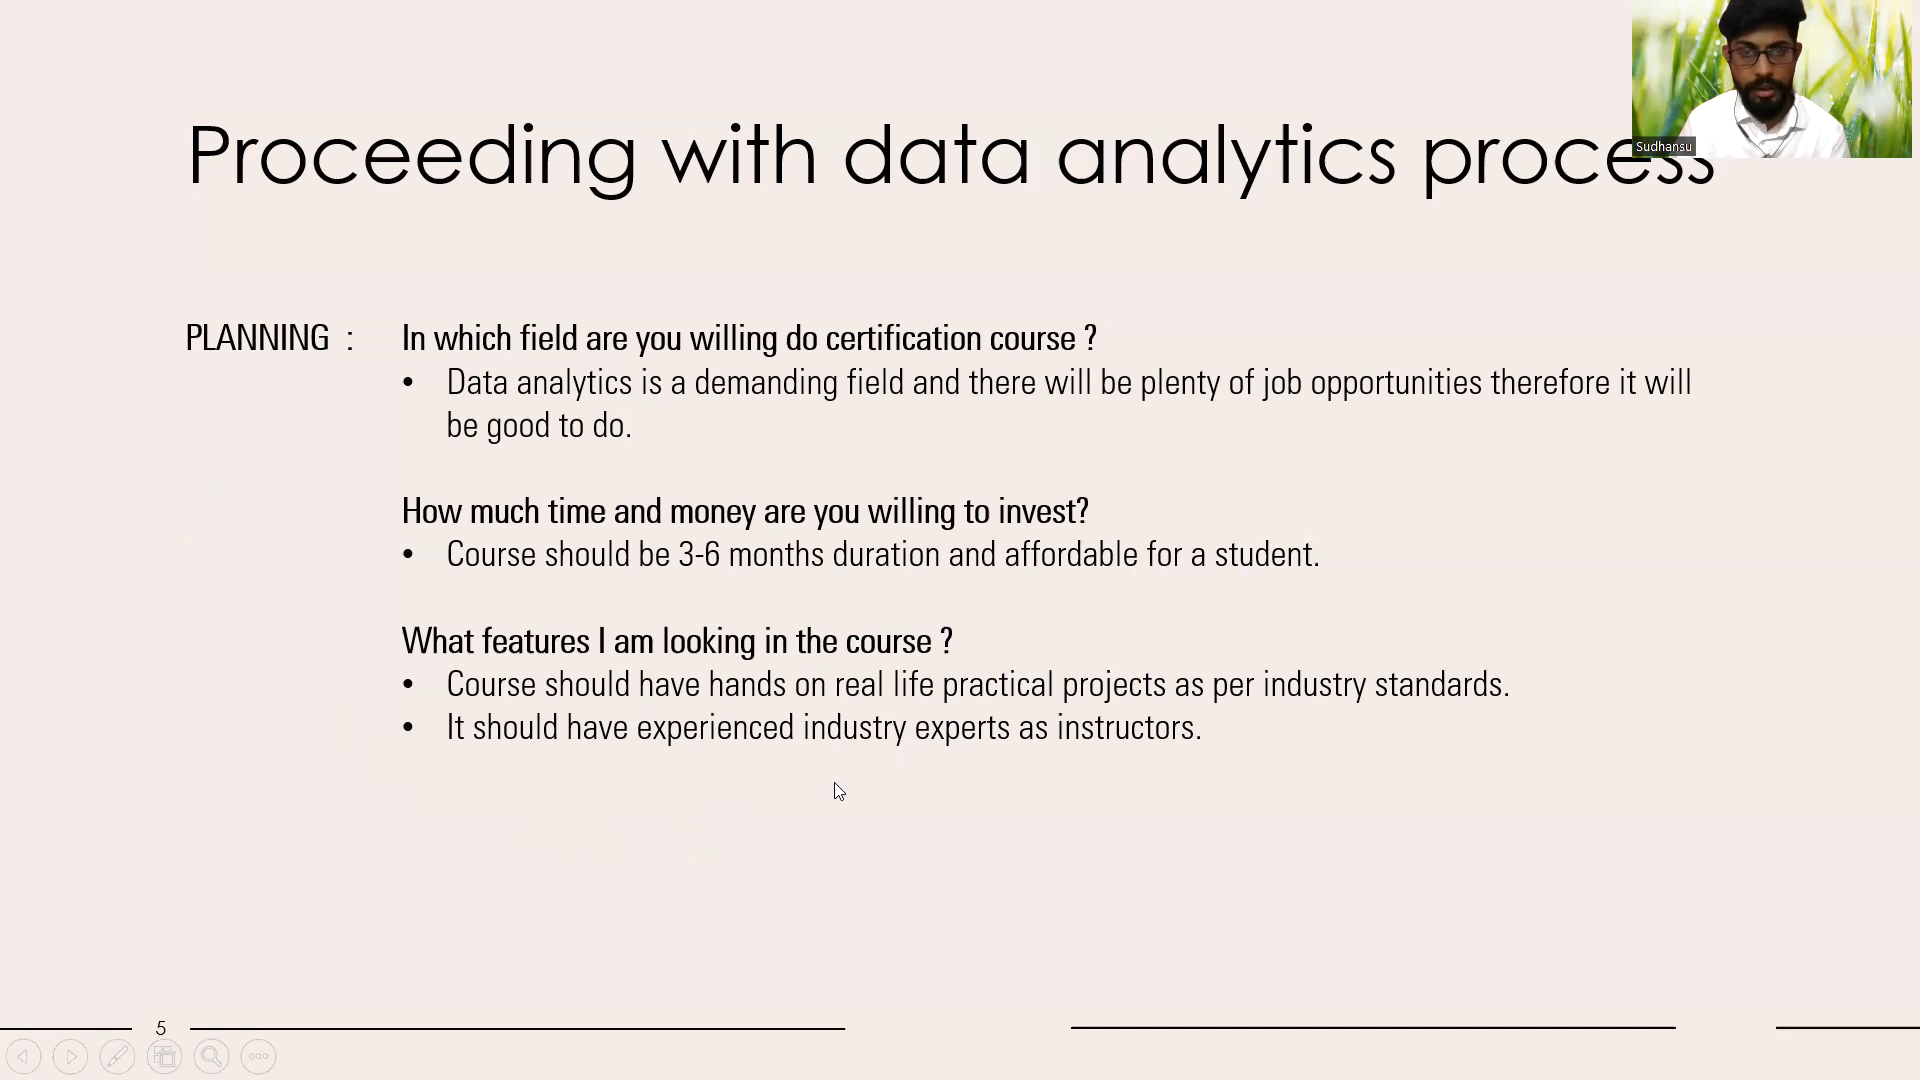 Proceeding with data analytics process
Sudhansu
PLANNING :
In which field are you willing do certification course ?
• Data analytics is a demanding field and there will be plenty of job opportunities therefore it will
be good to do.
How much time and money are you willing to invest?
• Course should be 3-6 months duration and affordable for a student.
What features I am looking in the course ?
• Course should have hands on real life practical projects as per industry standards.
• It should have experienced industry experts as instructors.
5